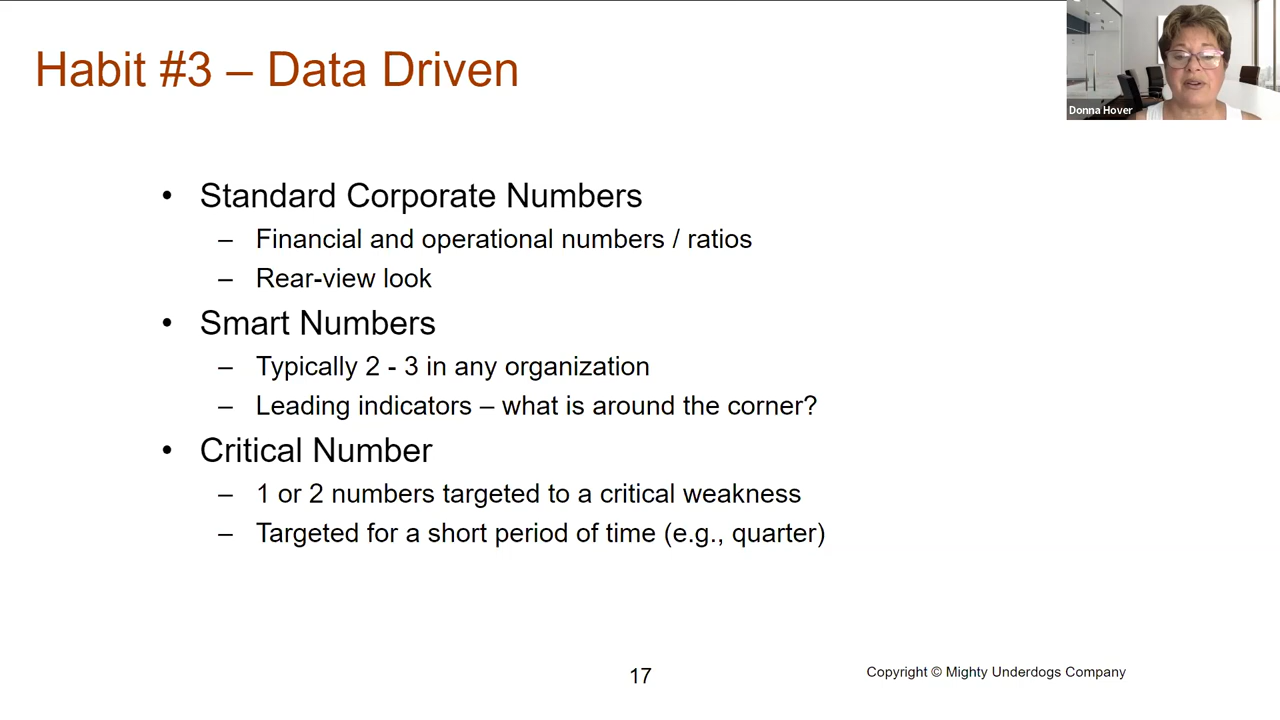 Habit #3 – Data Driven
Donna Hover
• Standard Corporate Numbers
– Financial and operational numbers / ratios
– Rear-view look
• Smart Numbers
– Typically 2 - 3 in any organization
– Leading indicators – what is around the corner?
• Critical Number
– 1 or 2 numbers targeted to a critical weakness
– Targeted for a short period of time (e.g., quarter)
17
Copyright © Mighty Underdogs Company